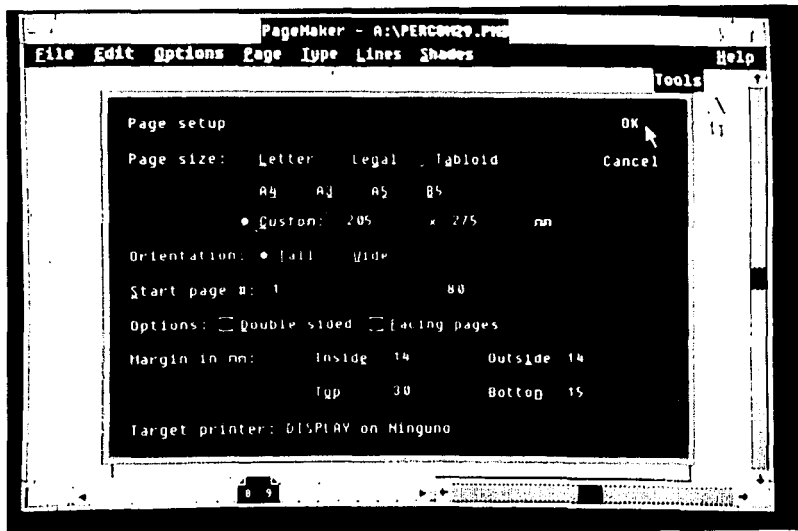 PageMaker - A:\PERCOM29.PM3
File Edit Options Page Type Lines Shades Help
Tools
Page setup OK
Page size: Letter Legal Tabloid Cancel
A4 A3 A5 B5
Custom: 205 x 275 mm
Orientation: Tall Wide
Start page #: 1 80
Options: Double sided Facing pages
Margin in mm: Inside 14 Outside 14
Top 30 Bottom 15
Target printer: DISPLAY on Ninguno
8 9